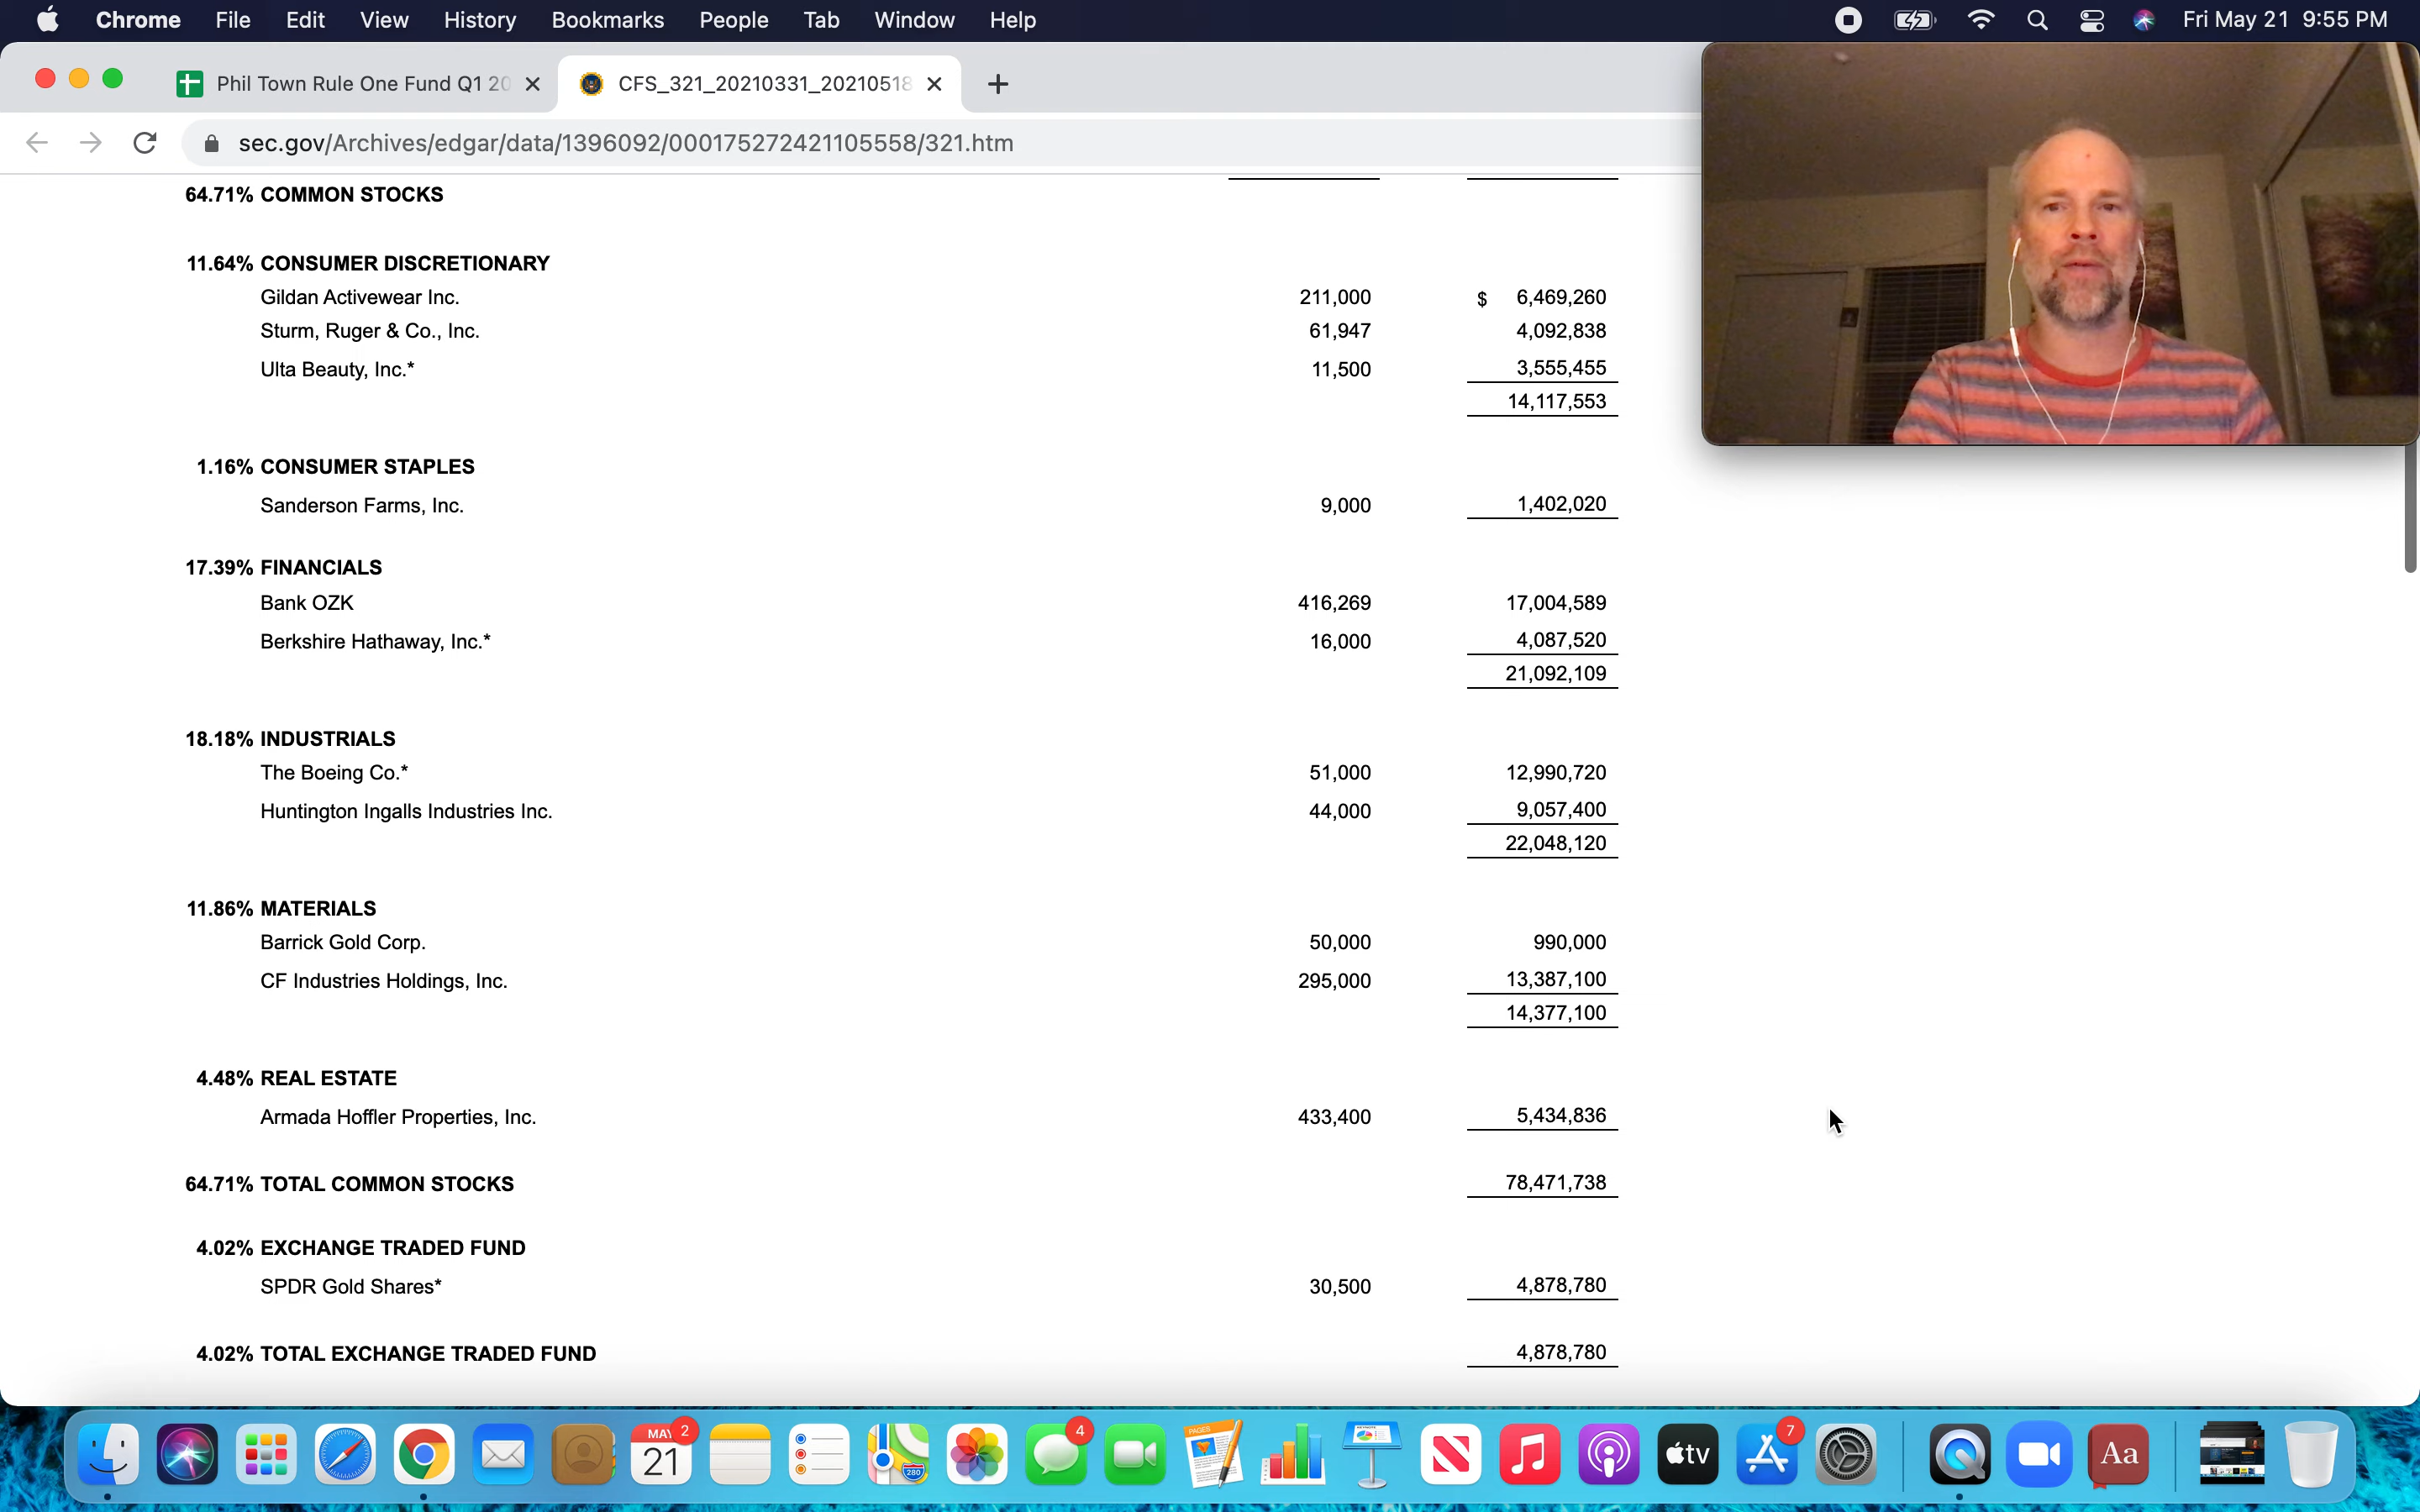 Chrome File Edit View History Bookmarks People Tab Window Help Fri May 21 9:55 PM
Phil Town Rule One Fund Q1 20 CFS_321_20210331_20210518
sec.gov/Archives/edgar/data/1396092/000175272421105558/321.htm
64.71% COMMON STOCKS
11.64% CONSUMER DISCRETIONARY
Gildan Activewear Inc. 211,000 $ 6,469,260
Sturm, Ruger & Co., Inc. 61,947 4,092,838
Ulta Beauty, Inc.* 11,500 3,555,455
14,117,553
1.16% CONSUMER STAPLES
Sanderson Farms, Inc. 9,000 1,402,020
17.39% FINANCIALS
Bank OZK 416,269 17,004,589
Berkshire Hathaway, Inc.* 16,000 4,087,520
21,092,109
18.18% INDUSTRIALS
The Boeing Co.* 51,000 12,990,720
Huntington Ingalls Industries Inc. 44,000 9,057,400
22,048,120
11.86% MATERIALS
Barrick Gold Corp. 50,000 990,000
CF Industries Holdings, Inc. 295,000 13,387,100
14,377,100
4.48% REAL ESTATE
Armada Hoffler Properties, Inc. 433,400 5,434,836
64.71% TOTAL COMMON STOCKS 78,471,738
4.02% EXCHANGE TRADED FUND
SPDR Gold Shares* 30,500 4,878,780
4.02% TOTAL EXCHANGE TRADED FUND 4,878,780
MAY 2 4 7
21 280 tv Aa